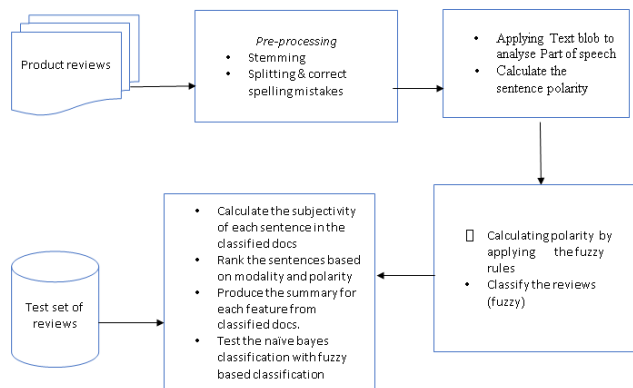 Product reviews
Pre-processing
• Stemming
• Splitting & correct
spelling mistakes
• Applying Text blob to
analyse Part of speech
• Calculate the
sentence polarity
Calculating polarity by
applying the fuzzy
rules
• Classify the reviews
(fuzzy)
• Calculate the subjectivity
of each sentence in the
classified docs
• Rank the sentences based
on modality and polarity
• Produce the summary for
each feature from
classified docs.
• Test the naïve bayes
classification with fuzzy
based classification
Test set of
reviews